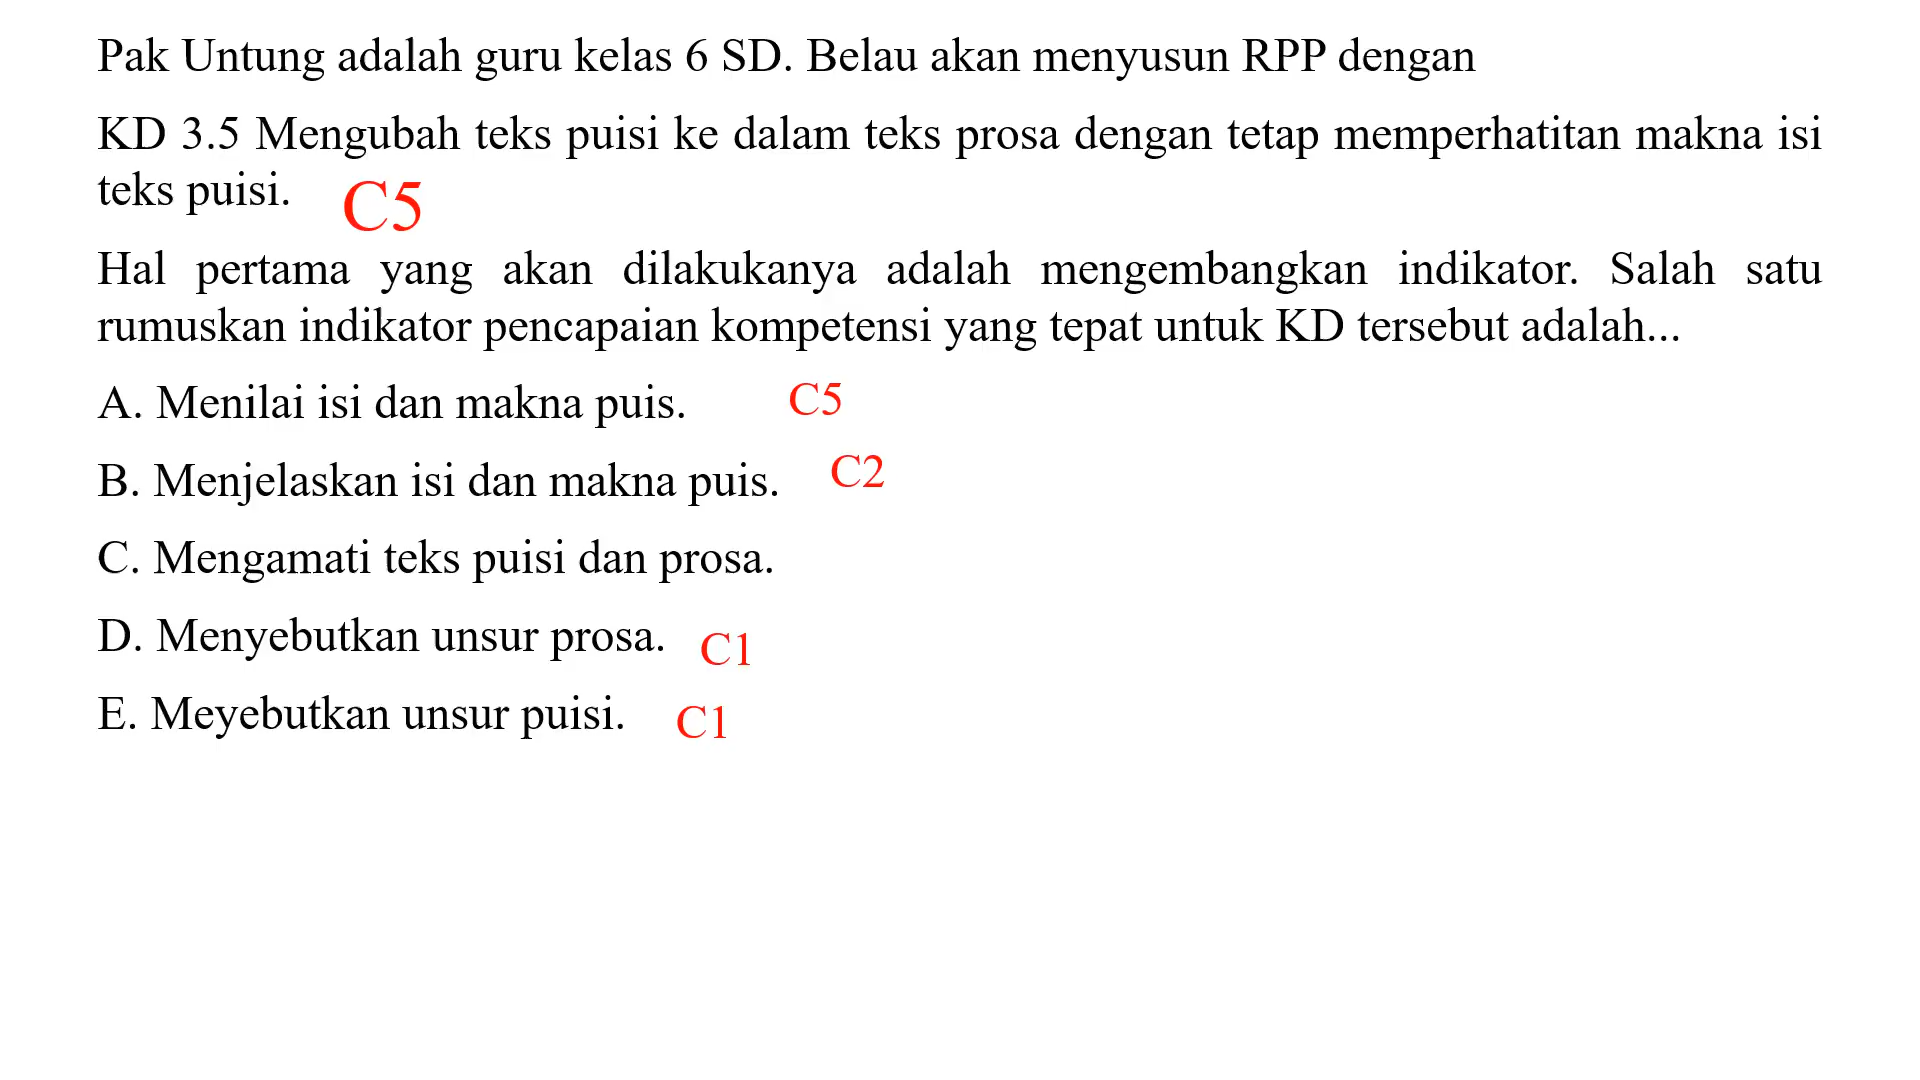 Pak Untung adalah guru kelas 6 SD. Belau akan menyusun RPP dengan
KD 3.5 Mengubah teks puisi ke dalam teks prosa dengan tetap memperhatitan makna isi
teks puisi. C5
Hal pertama yang akan dilakukanya adalah mengembangkan indikator. Salah satu
rumuskan indikator pencapaian kompetensi yang tepat untuk KD tersebut adalah...
A. Menilai isi dan makna puis. C5
B. Menjelaskan isi dan makna puis. C2
C. Mengamati teks puisi dan prosa.
D. Menyebutkan unsur prosa. C1
E. Meyebutkan unsur puisi. C1